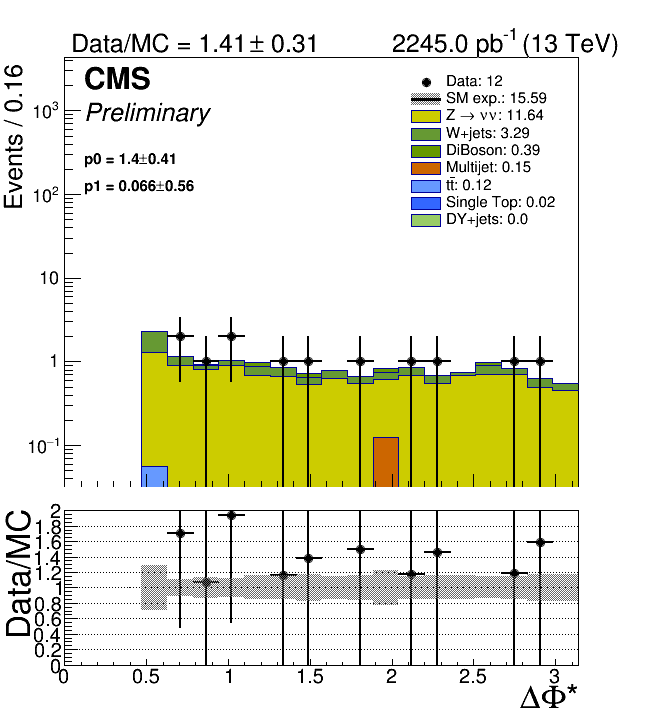 Data/MC = 1.41± 0.31 2245.0 pb⁻¹ (13 TeV)
CMS
Preliminary
p0 = 1.4±0.41
p1 = 0.066±0.56
Data: 12
SM exp.: 15.59
Z → νν: 11.64
W+jets: 3.29
DiBoson: 0.39
Multijet: 0.15
tt̄: 0.12
Single Top: 0.02
DY+jets: 0.0
Events / 0.16
10³
10²
10
1
10⁻¹
Data/MC
2
1.8
1.6
1.4
1.2
1
0.8
0.6
0.4
0.2
0
0 0.5 1 1.5 2 2.5 3
ΔΦ*